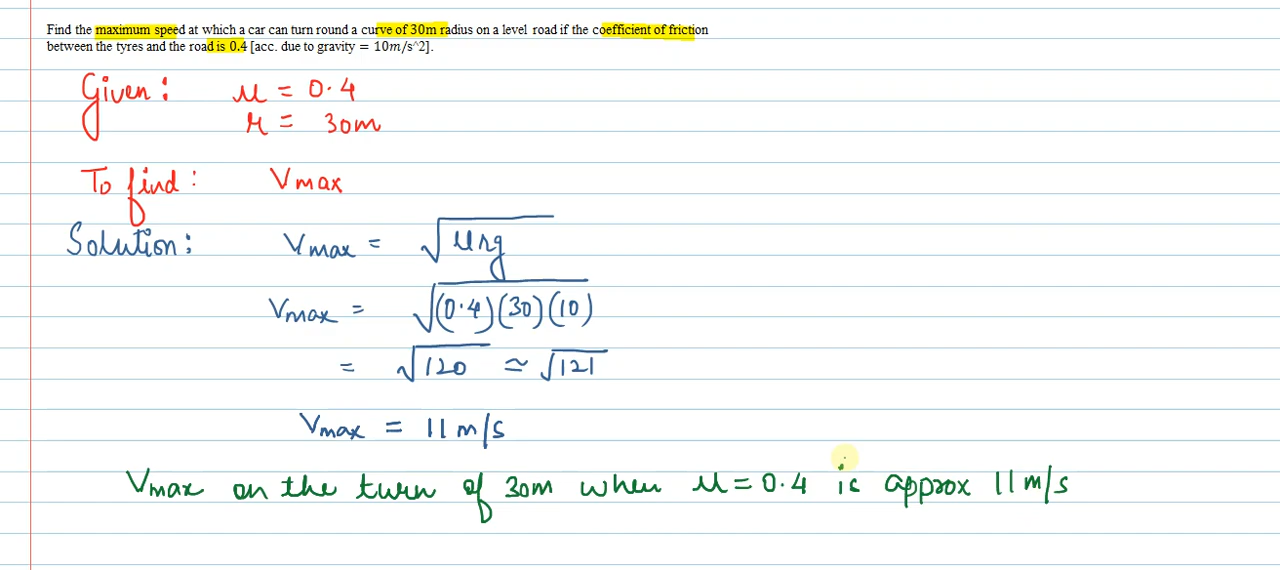 Find the maximum speed at which a car can turn round a curve of 30m radius on a level road if the coefficient of friction
between the tyres and the road is 0.4 [acc. due to gravity = 10m/s^2].
Given: μ = 0.4
r = 30m
To find: Vmax
Solution: Vmax = √μrg
Vmax = √(0.4)(30)(10)
= √120 ≃ √121
Vmax = 11 m/s
Vmax on the turn of 30m when μ = 0.4 is approx 11 m/s